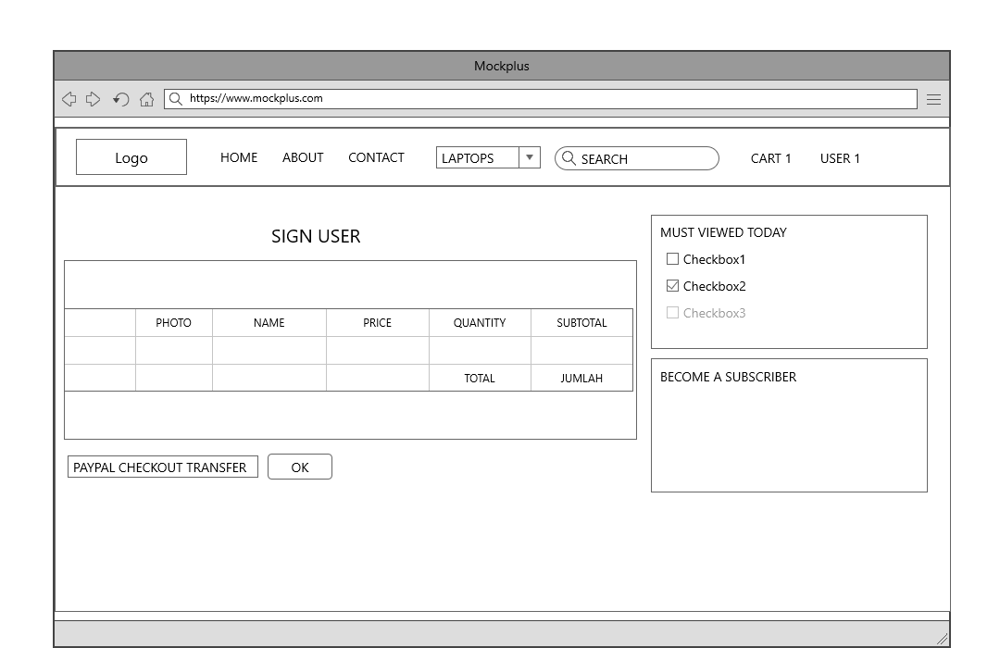 Mockplus
https://www.mockplus.com
Logo HOME ABOUT CONTACT LAPTOPS SEARCH CART 1 USER 1
SIGN USER
PHOTO NAME PRICE QUANTITY SUBTOTAL
TOTAL JUMLAH
PAYPAL CHECKOUT TRANSFER OK
MUST VIEWED TODAY
Checkbox1
Checkbox2
Checkbox3
BECOME A SUBSCRIBER